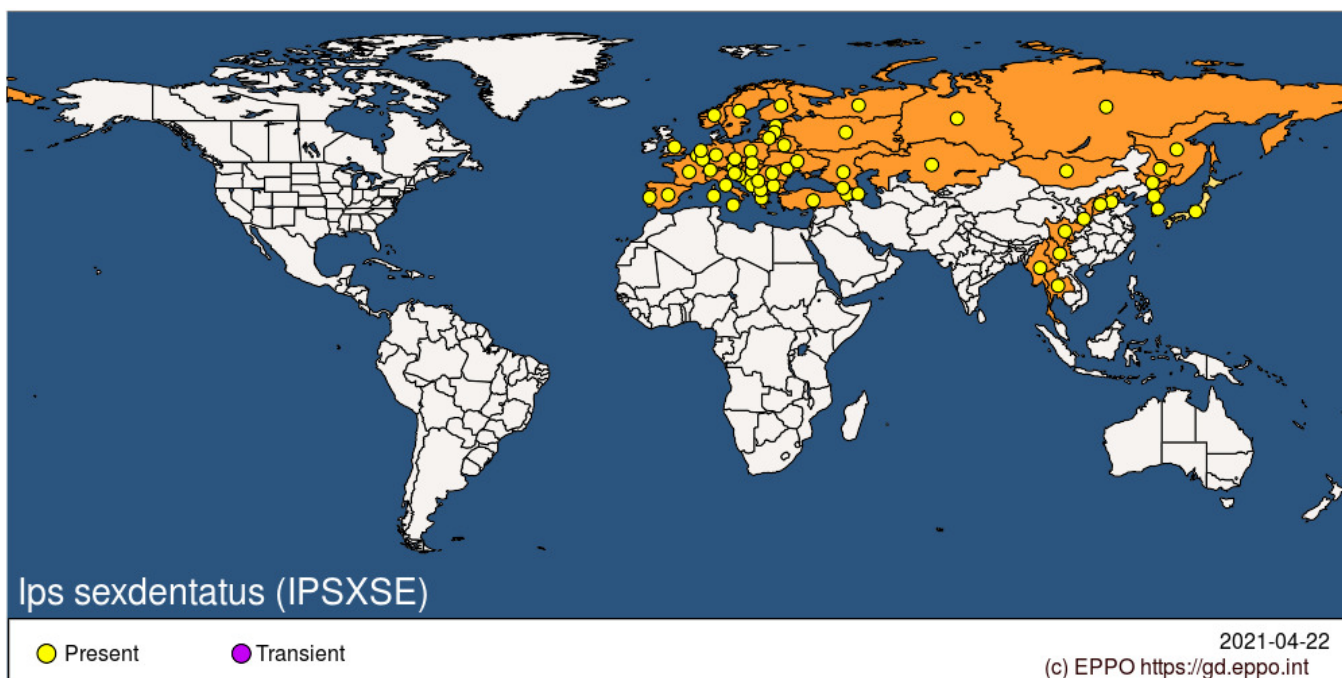 Ips sexdentatus (IPSXSE)
Present
Transient
2021-04-22
(c) EPPO https://gd.eppo.int